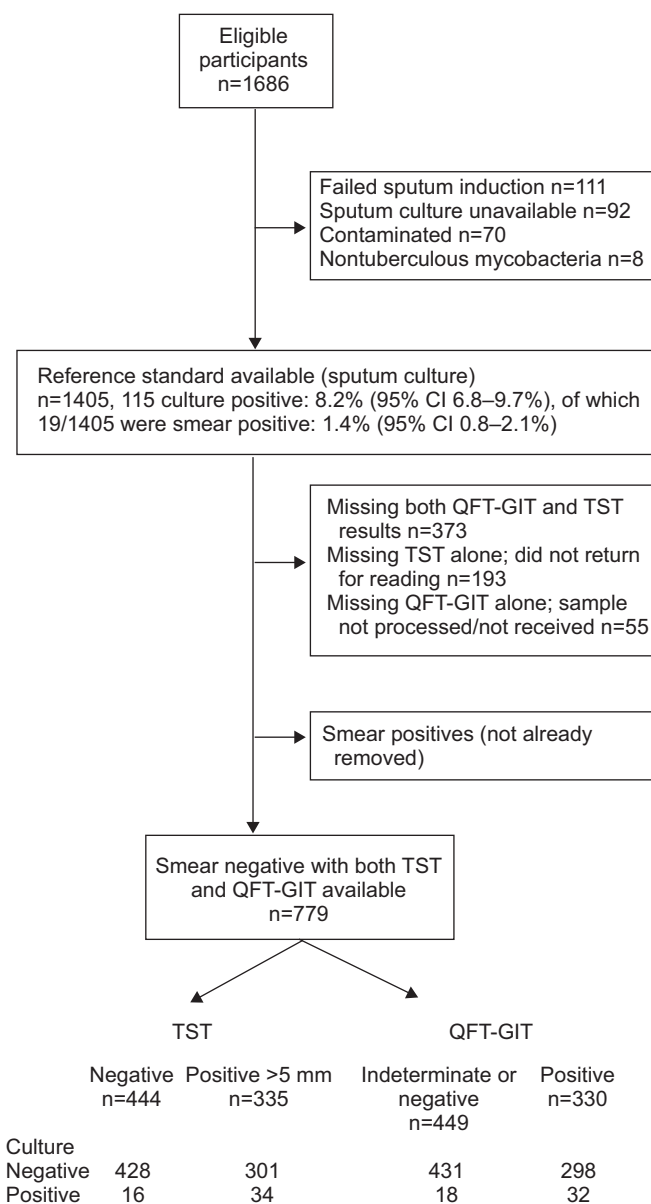 Eligible
participants
n=1686
Failed sputum induction n=111
Sputum culture unavailable n=92
Contaminated n=70
Nontuberculous mycobacteria n=8
Reference standard available (sputum culture)
n=1405, 115 culture positive: 8.2% (95% CI 6.8–9.7%), of which
19/1405 were smear positive: 1.4% (95% CI 0.8–2.1%)
Missing both QFT-GIT and TST
results n=373
Missing TST alone; did not return
for reading n=193
Missing QFT-GIT alone; sample
not processed/not received n=55
Smear positives (not already
removed)
Smear negative with both TST
and QFT-GIT available
n=779
TST QFT-GIT
Negative Positive >5 mm Indeterminate or Positive
n=444 n=335 negative n=330
n=449
Culture
Negative 428 301 431 298
Positive 16 34 18 32